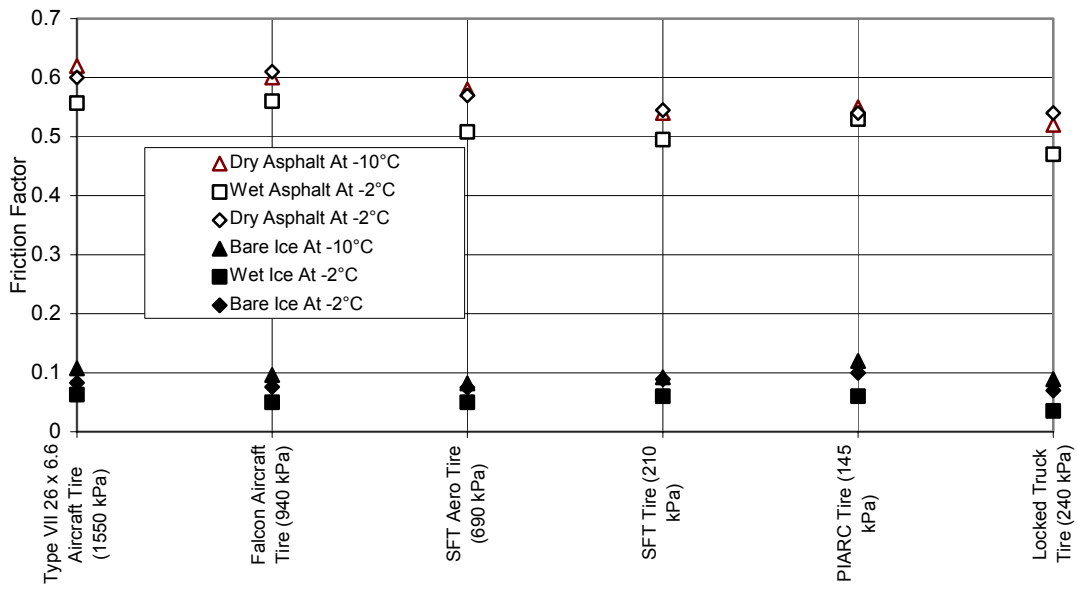 0.7
0.6
0.5
0.4
0.3
0.2
0.1
0
Friction Factor
Dry Asphalt At -10°C
Wet Asphalt At -2°C
Dry Asphalt At -2°C
Bare Ice At -10°C
Wet Ice At -2°C
Bare Ice At -2°C
Type VII 26 x 6.6
Aircraft Tire
(1550 kPa)
Falcon Aircraft
Tire (940 kPa)
SFT Aero Tire
(690 kPa)
SFT Tire (210
kPa)
PIARC Tire (145
kPa)
Locked Truck
Tire (240 kPa)